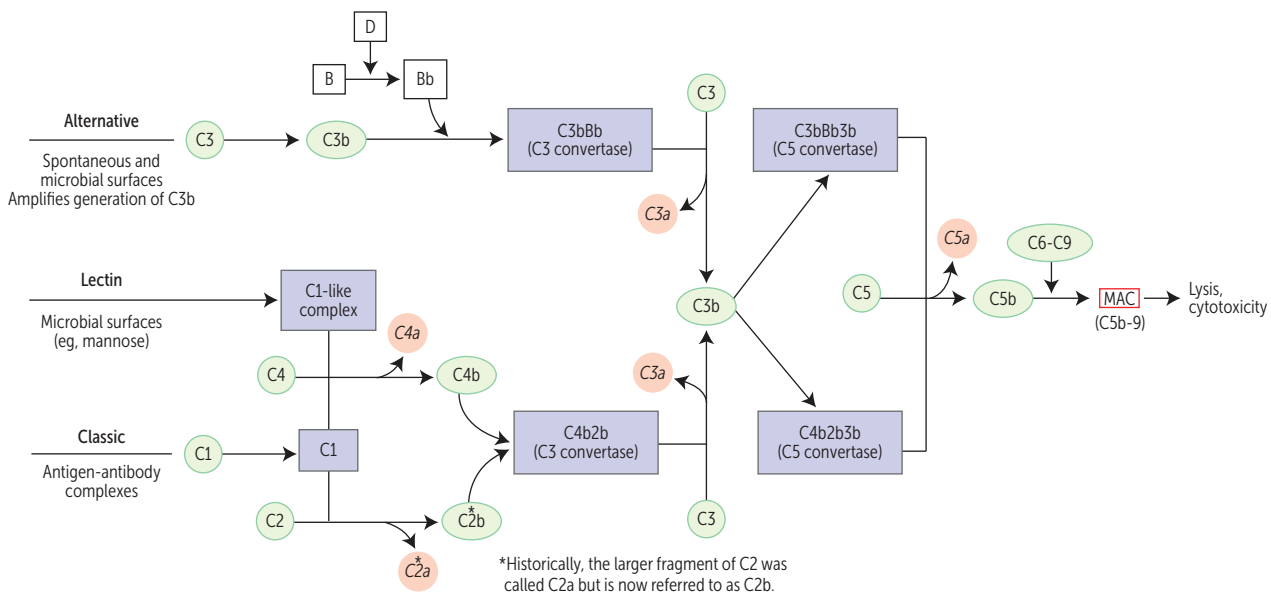 D
B
Bb
C3
Alternative
C3
C3b
C3bBb
(C3 convertase)
C3bBb3b
(C5 convertase)
Spontaneous and
microbial surfaces
Amplifies generation of C3b
C3a
C5a
C6-C9
Lectin
C1-like
complex
C3b
C5
C5b
MAC
(C5b-9)
Lysis,
cytotoxicity
Microbial surfaces
(eg, mannose)
C4a
C4
C4b
C3a
Classic
C1
C1
C4b2b
(C3 convertase)
C4b2b3b
(C5 convertase)
Antigen-antibody
complexes
C2
C2b*
C3
C2a*
*Historically, the larger fragment of C2 was
called C2a but is now referred to as C2b.